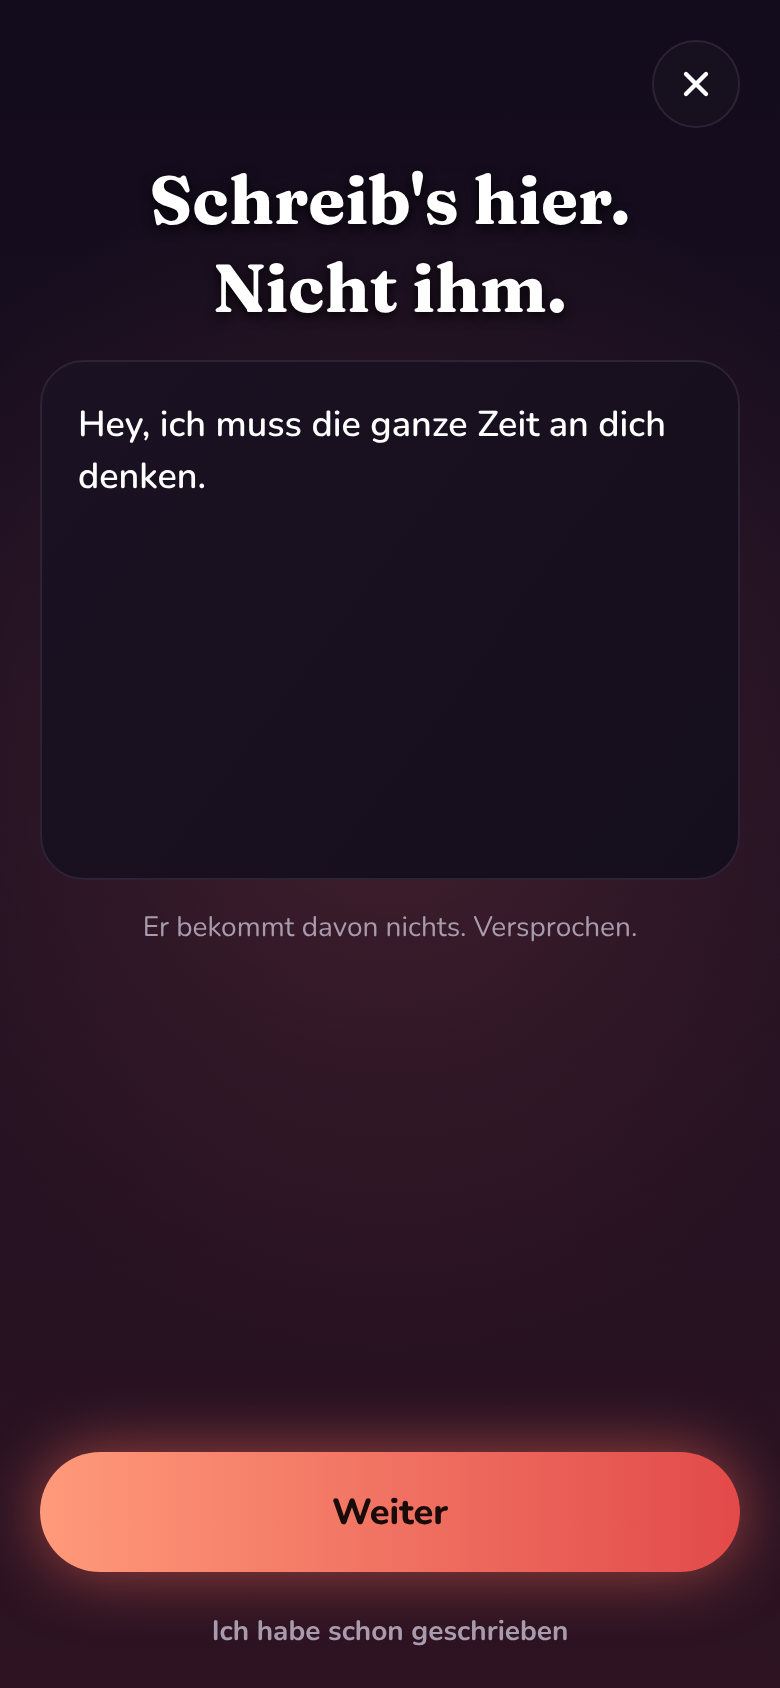 Schreib's hier.
Nicht ihm.
Hey, ich muss die ganze Zeit an dich
denken.
Er bekommt davon nichts. Versprochen.
Weiter
Ich habe schon geschrieben